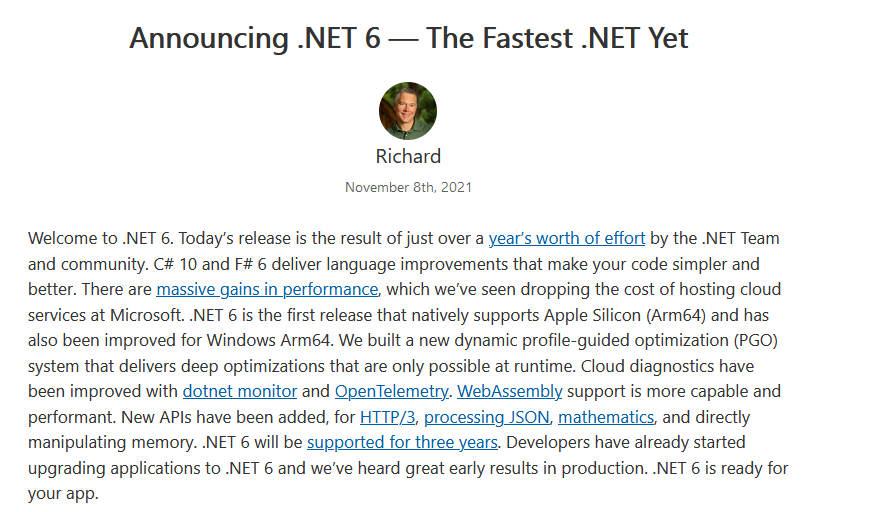 Announcing .NET 6 — The Fastest .NET Yet
Richard
November 8th, 2021
Welcome to .NET 6. Today’s release is the result of just over a year’s worth of effort by the .NET Team
and community. C# 10 and F# 6 deliver language improvements that make your code simpler and
better. There are massive gains in performance, which we’ve seen dropping the cost of hosting cloud
services at Microsoft. .NET 6 is the first release that natively supports Apple Silicon (Arm64) and has
also been improved for Windows Arm64. We built a new dynamic profile-guided optimization (PGO)
system that delivers deep optimizations that are only possible at runtime. Cloud diagnostics have
been improved with dotnet monitor and OpenTelemetry. WebAssembly support is more capable and
performant. New APIs have been added, for HTTP/3, processing JSON, mathematics, and directly
manipulating memory. .NET 6 will be supported for three years. Developers have already started
upgrading applications to .NET 6 and we’ve heard great early results in production. .NET 6 is ready for
your app.